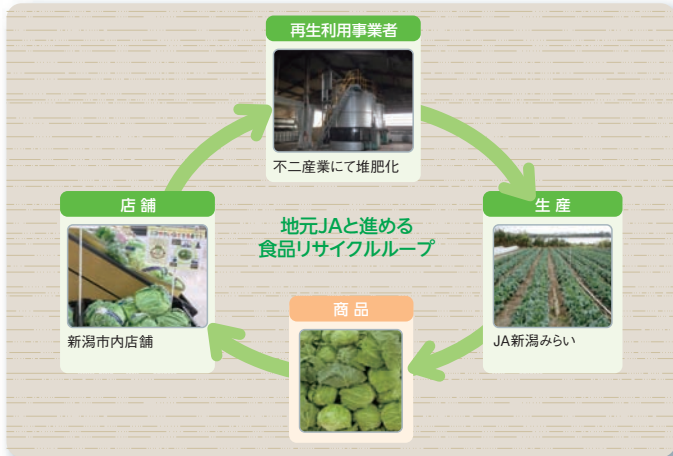 再生利用事業者
不二産業にて堆肥化
店舗
新潟市内店舗
地元JAと進める
食品リサイクルループ
生産
JA新潟みらい
商品